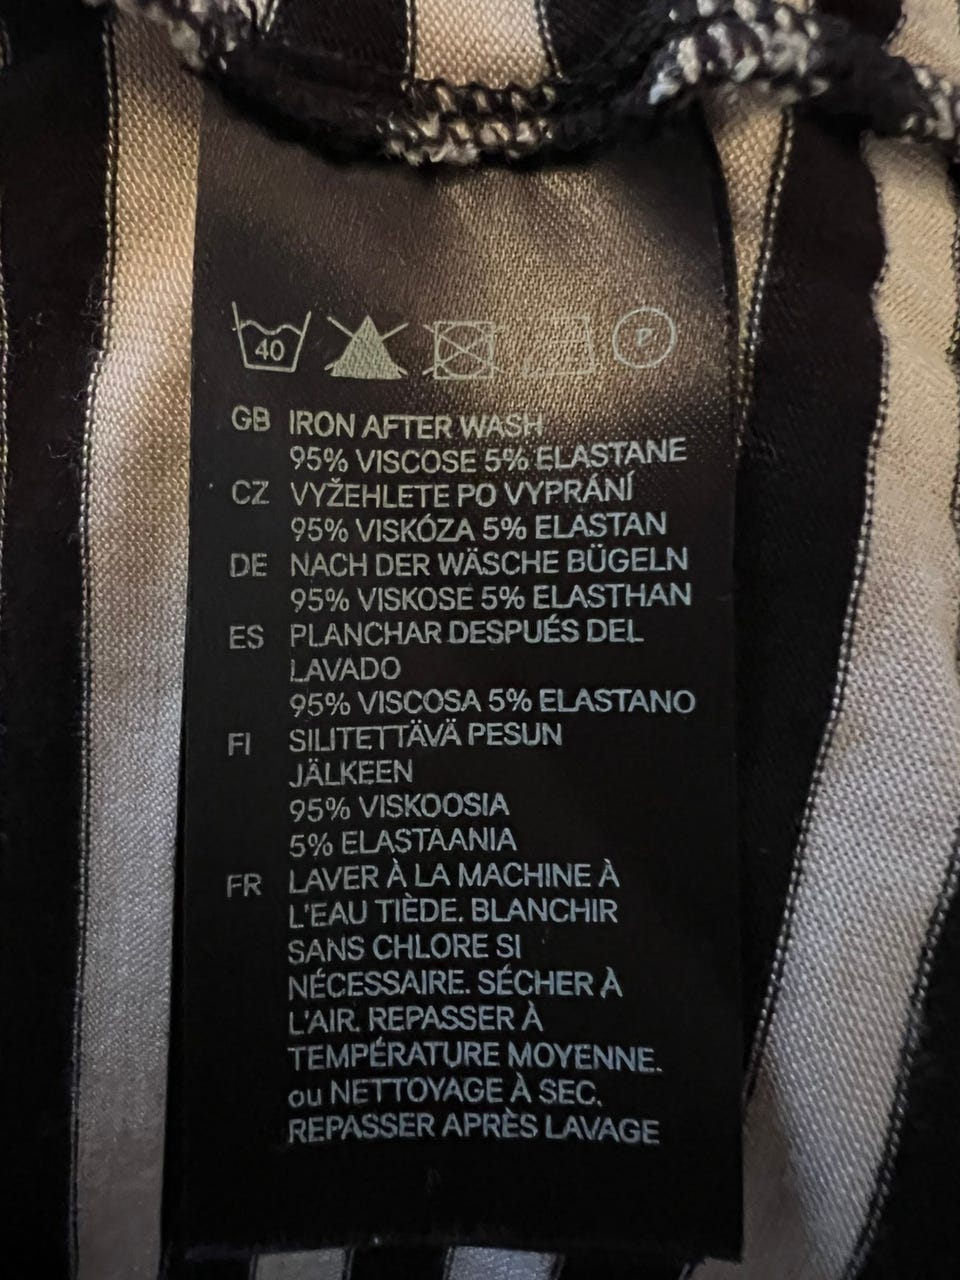 40
P
GB IRON AFTER WASH
95% VISCOSE 5% ELASTANE
CZ VYŽEHLETE PO VYPRÁNÍ
95% VISKÓZA 5% ELASTAN
DE NACH DER WÄSCHE BÜGELN
95% VISKOSE 5% ELASTHAN
ES PLANCHAR DESPUÉS DEL
LAVADO
95% VISCOSA 5% ELASTANO
FI SILITETTÄVÄ PESUN
JÄLKEEN
95% VISKOOSIA
5% ELASTAANIA
FR LAVER À LA MACHINE À
L'EAU TIÈDE. BLANCHIR
SANS CHLORE SI
NÉCESSAIRE. SÉCHER À
L'AIR. REPASSER À
TEMPÉRATURE MOYENNE.
ou NETTOYAGE À SEC.
REPASSER APRÈS LAVAGE